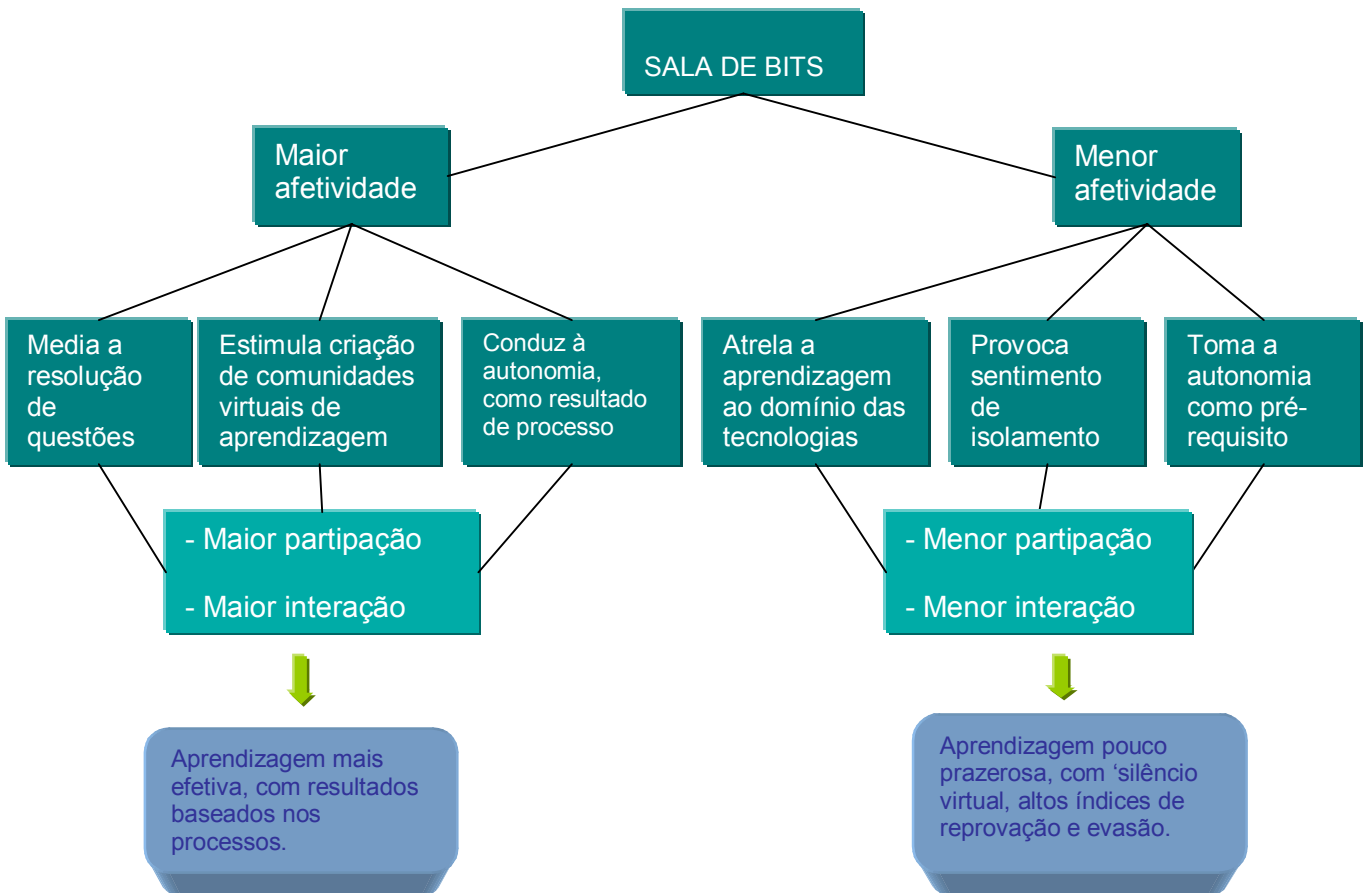 SALA DE BITS
Maior
afetividade
Menor
afetividade
Media a
resolução
de
questões
Estimula criação
de comunidades
virtuais de
aprendizagem
Conduz à
autonomia,
como resultado
de processo
Atrela a
aprendizagem
ao domínio das
tecnologias
Provoca
sentimento
de
isolamento
Toma a
autonomia
como pré-
requisito
- Maior partipação
- Maior interação
- Menor partipação
- Menor interação
Aprendizagem mais
efetiva, com resultados
baseados nos
processos.
Aprendizagem pouco
prazerosa, com ‘silêncio
virtual, altos índices de
reprovação e evasão.